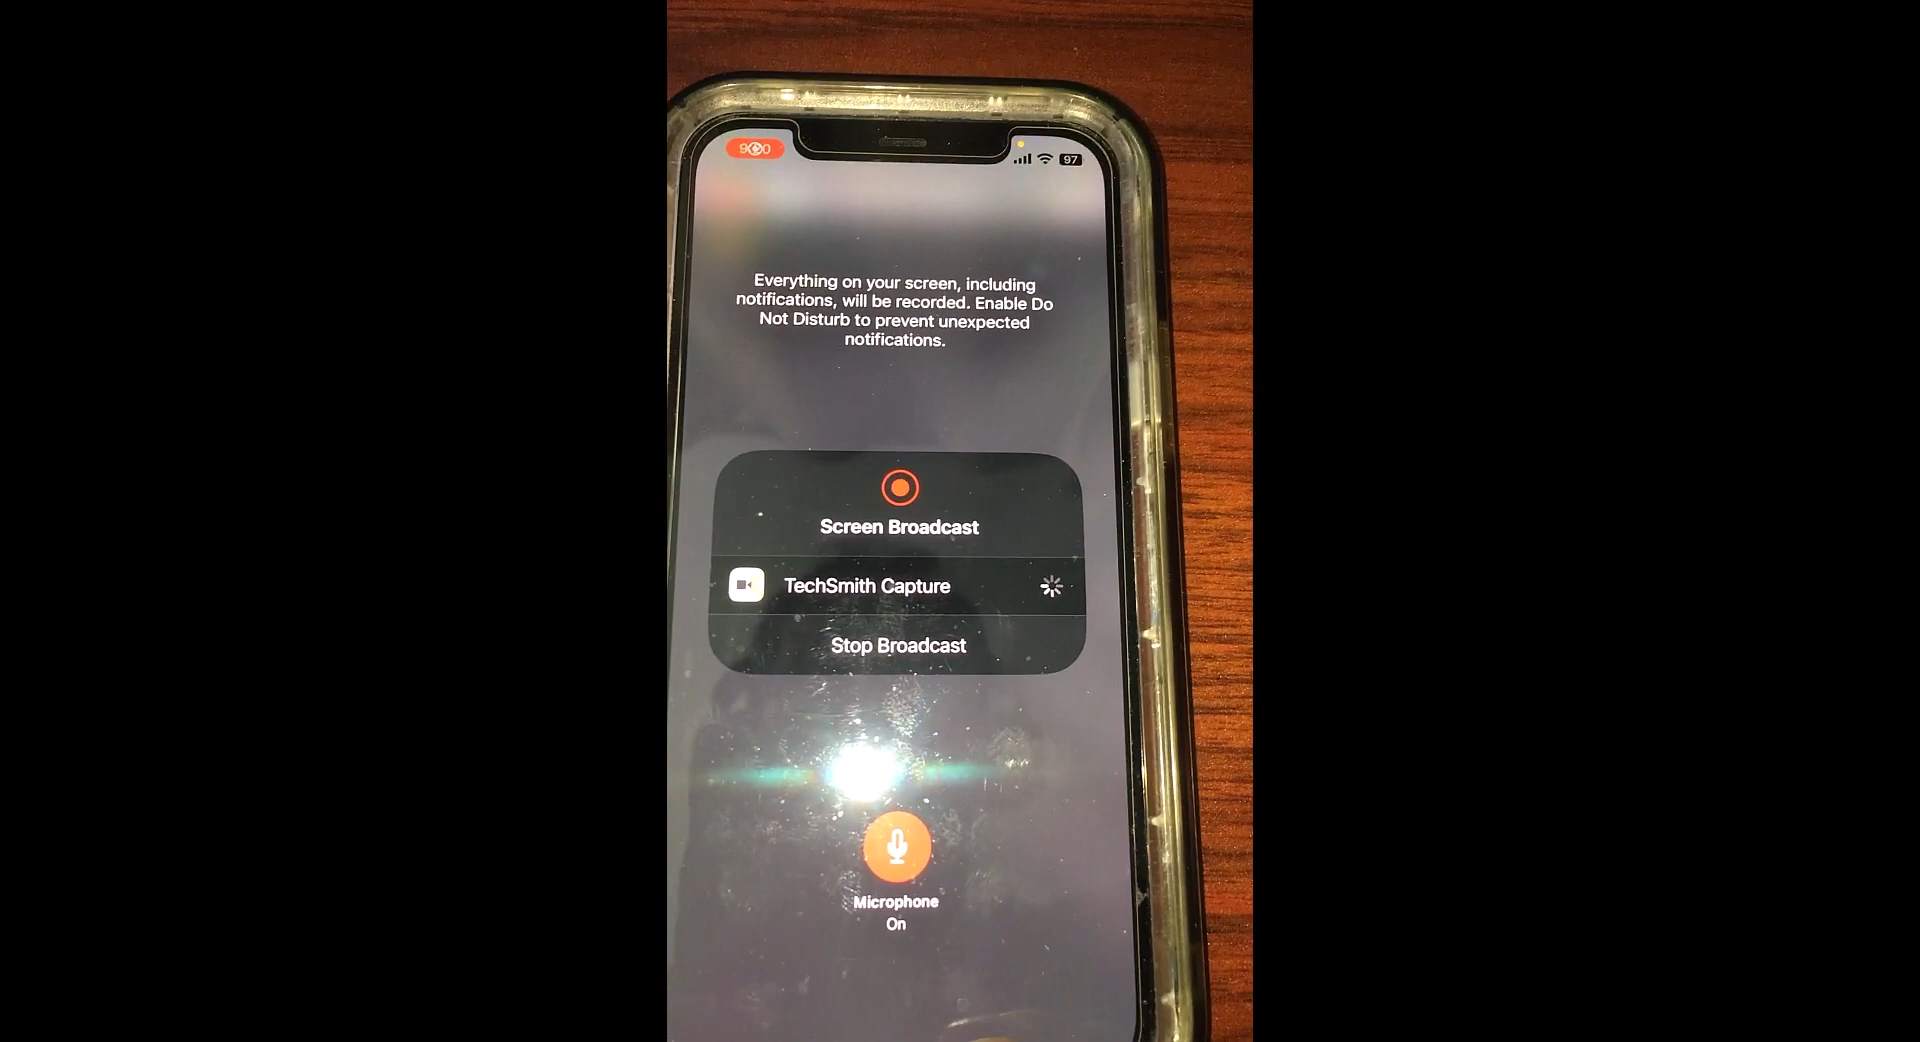 97
Everything on your screen, including
notifications, will be recorded. Enable Do
Not Disturb to prevent unexpected
notifications.
Screen Broadcast
TechSmith Capture
Stop Broadcast
Microphone
On